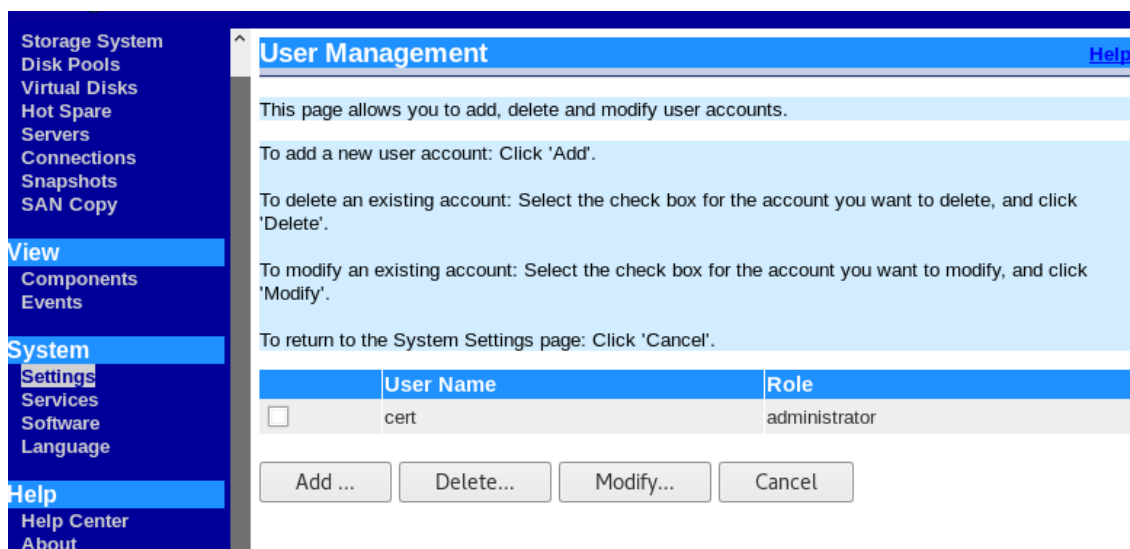 Storage System
Disk Pools
Virtual Disks
Hot Spare
Servers
Connections
Snapshots
SAN Copy
View
Components
Events
System
Settings
Services
Software
Language
Help
Help Center
About
User Management
Help
This page allows you to add, delete and modify user accounts.
To add a new user account: Click 'Add'.
To delete an existing account: Select the check box for the account you want to delete, and click
'Delete'.
To modify an existing account: Select the check box for the account you want to modify, and click
'Modify'.
To return to the System Settings page: Click 'Cancel'.
User Name Role
cert administrator
Add ... Delete... Modify... Cancel